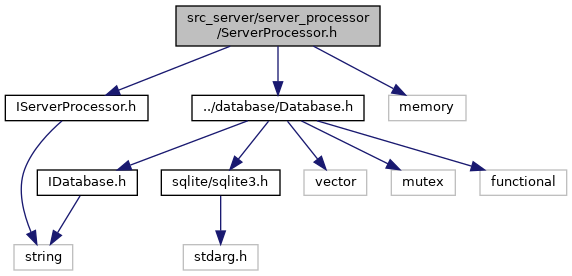 src_server/server_processor
/ServerProcessor.h
IServerProcessor.h
../database/Database.h
memory
IDatabase.h
sqlite/sqlite3.h
vector
mutex
functional
string
stdarg.h